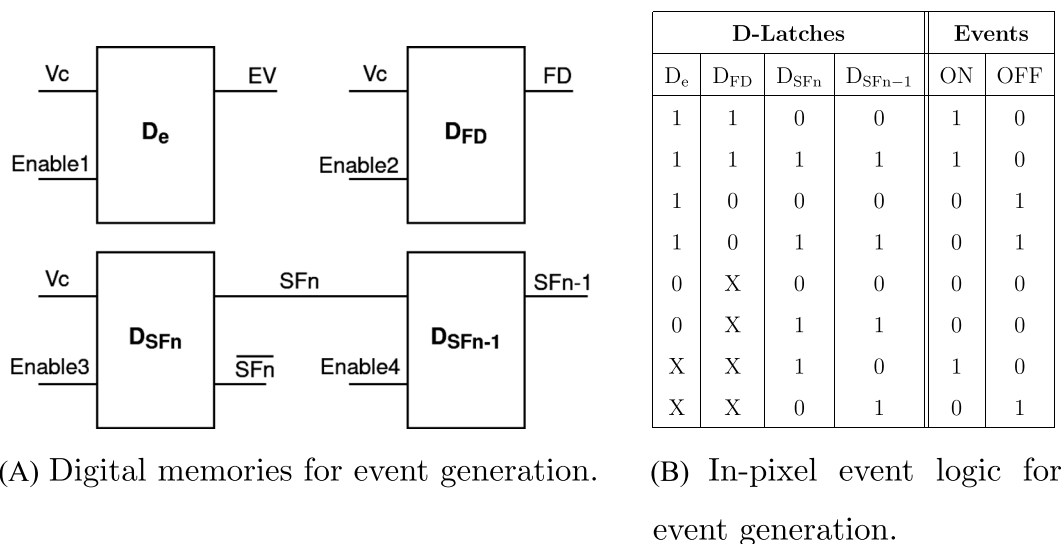 Vc EV
De
Enable1
Vc FD
DFD
Enable2
Vc SFn
DSFn
Enable3 SFn
SFn-1
DSFn-1
Enable4
(A) Digital memories for event generation.
D-Latches Events
De DFD DSFn DSFn−1 ON OFF
1 1 0 0 1 0
1 1 1 1 1 0
1 0 0 0 0 1
1 0 1 1 0 1
0 X 0 0 0 0
0 X 1 1 0 0
X X 1 0 1 0
X X 0 1 0 1
(B) In-pixel event logic for
event generation.